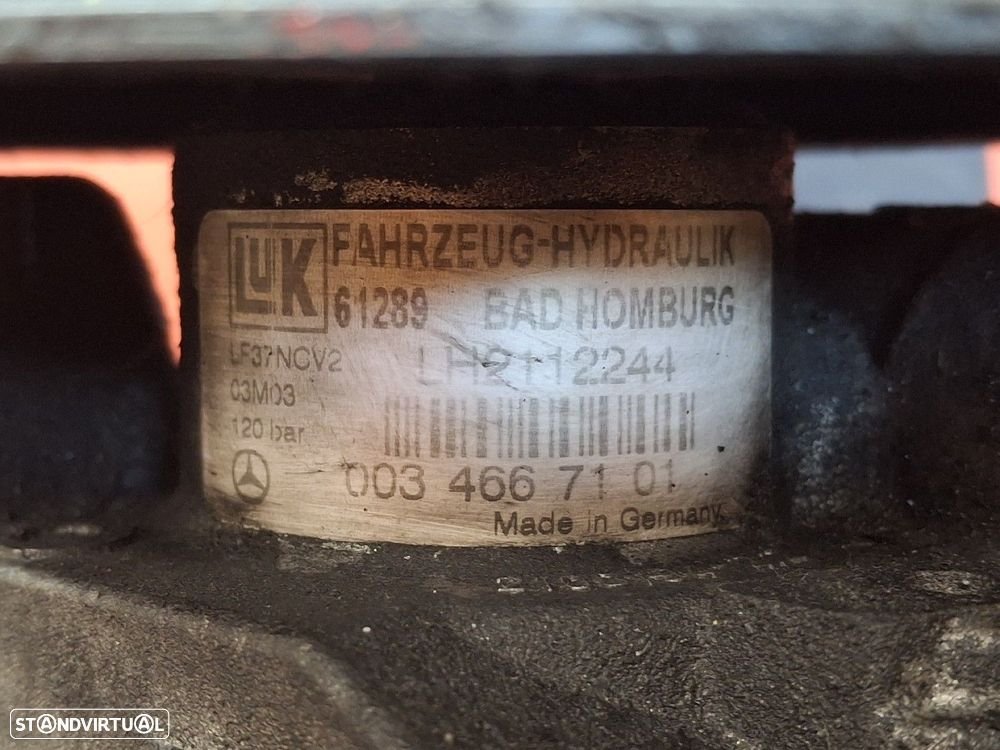 LuK FAHRZEUG-HYDRAULIK
61289 BAD HOMBURG
LF37NCV2 LH2112244
03M03
120 bar
003 466 71 01
Made in Germany
STANDVIRTUAL